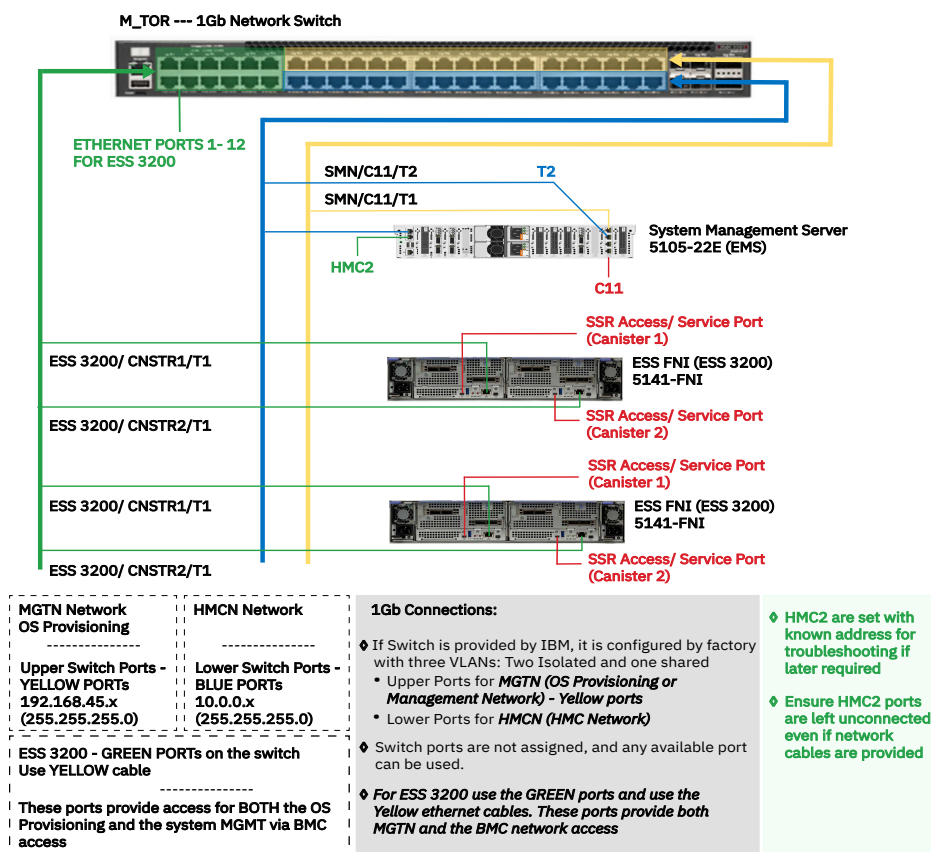 M_TOR --- 1Gb Network Switch
ETHERNET PORTS 1- 12
FOR ESS 3200
SMN/C11/T2
T2
SMN/C11/T1
System Management Server
5105-22E (EMS)
HMC2
C11
SSR Access/ Service Port
(Canister 1)
ESS 3200/ CNSTR1/T1
ESS FNI (ESS 3200)
5141-FNI
ESS 3200/ CNSTR2/T1
SSR Access/ Service Port
(Canister 2)
SSR Access/ Service Port
(Canister 1)
ESS 3200/ CNSTR1/T1
ESS FNI (ESS 3200)
5141-FNI
ESS 3200/ CNSTR2/T1
SSR Access/ Service Port
(Canister 2)
MGTN Network
OS Provisioning
---------------
Upper Switch Ports -
YELLOW PORTs
192.168.45.x
(255.255.255.0)
HMCN Network
---------------
Lower Switch Ports -
BLUE PORTs
10.0.0.x
(255.255.255.0)
ESS 3200 - GREEN PORTs on the switch
Use YELLOW cable
---------------
These ports provide access for BOTH the OS
Provisioning and the system MGMT via BMC
access
1Gb Connections:
◊ If Switch is provided by IBM, it is configured by factory
with three VLANs: Two Isolated and one shared
• Upper Ports for MGTN (OS Provisioning or
Management Network) - Yellow ports
• Lower Ports for HMCN (HMC Network)
◊ Switch ports are not assigned, and any available port
can be used.
◊ For ESS 3200 use the GREEN ports and use the
Yellow ethernet cables. These ports provide both
MGTN and the BMC network access
◊ HMC2 are set with
known address for
troubleshooting if
later required
◊ Ensure HMC2 ports
are left unconnected
even if network
cables are provided